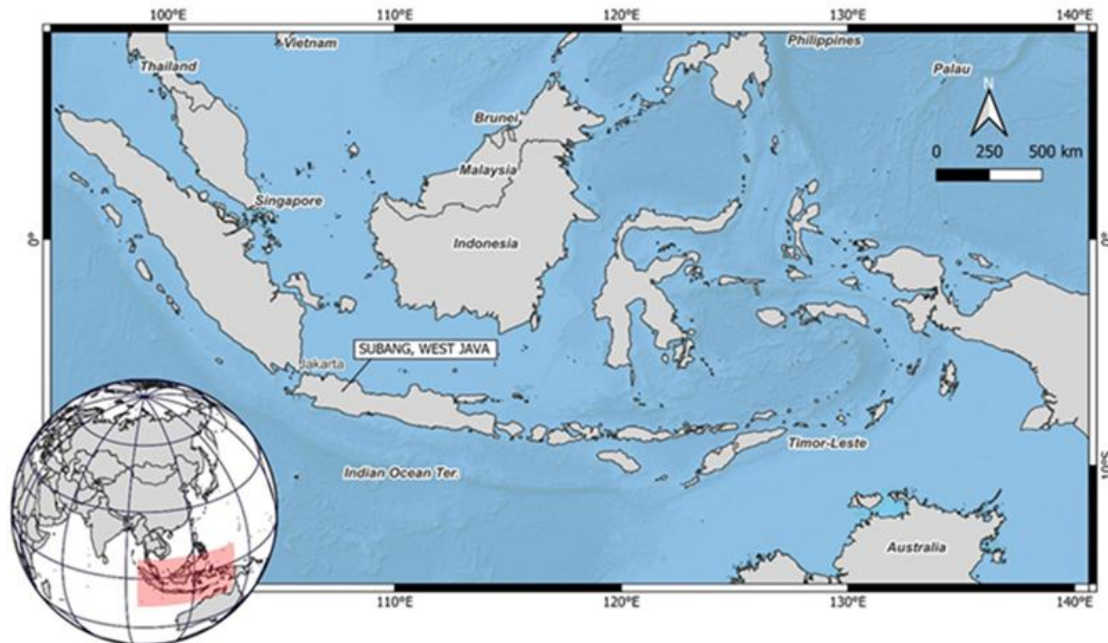 100°E 110°E 120°E 130°E 140°E
Vietnam
Philippines
Thailand
Palau
N
Brunei
0 250 500 km
Malaysia
Singapore
0° 0°
Indonesia
SUBANG, WEST JAVA
Jakarta
Timor-Leste
Indian Ocean Ter.
10°S
Australia
110°E 120°E 130°E 140°E